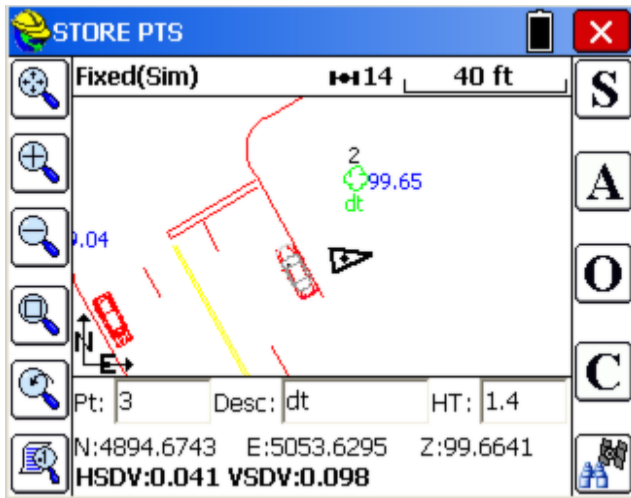 STORE PTS
Fixed(Sim) 14 40 ft
S
A
O
C
2
99.65
dt
9.04
N
E
Pt: 3 Desc: dt HT: 1.4
N:4894.6743 E:5053.6295 Z:99.6641
HSDV:0.041 VSDV:0.098